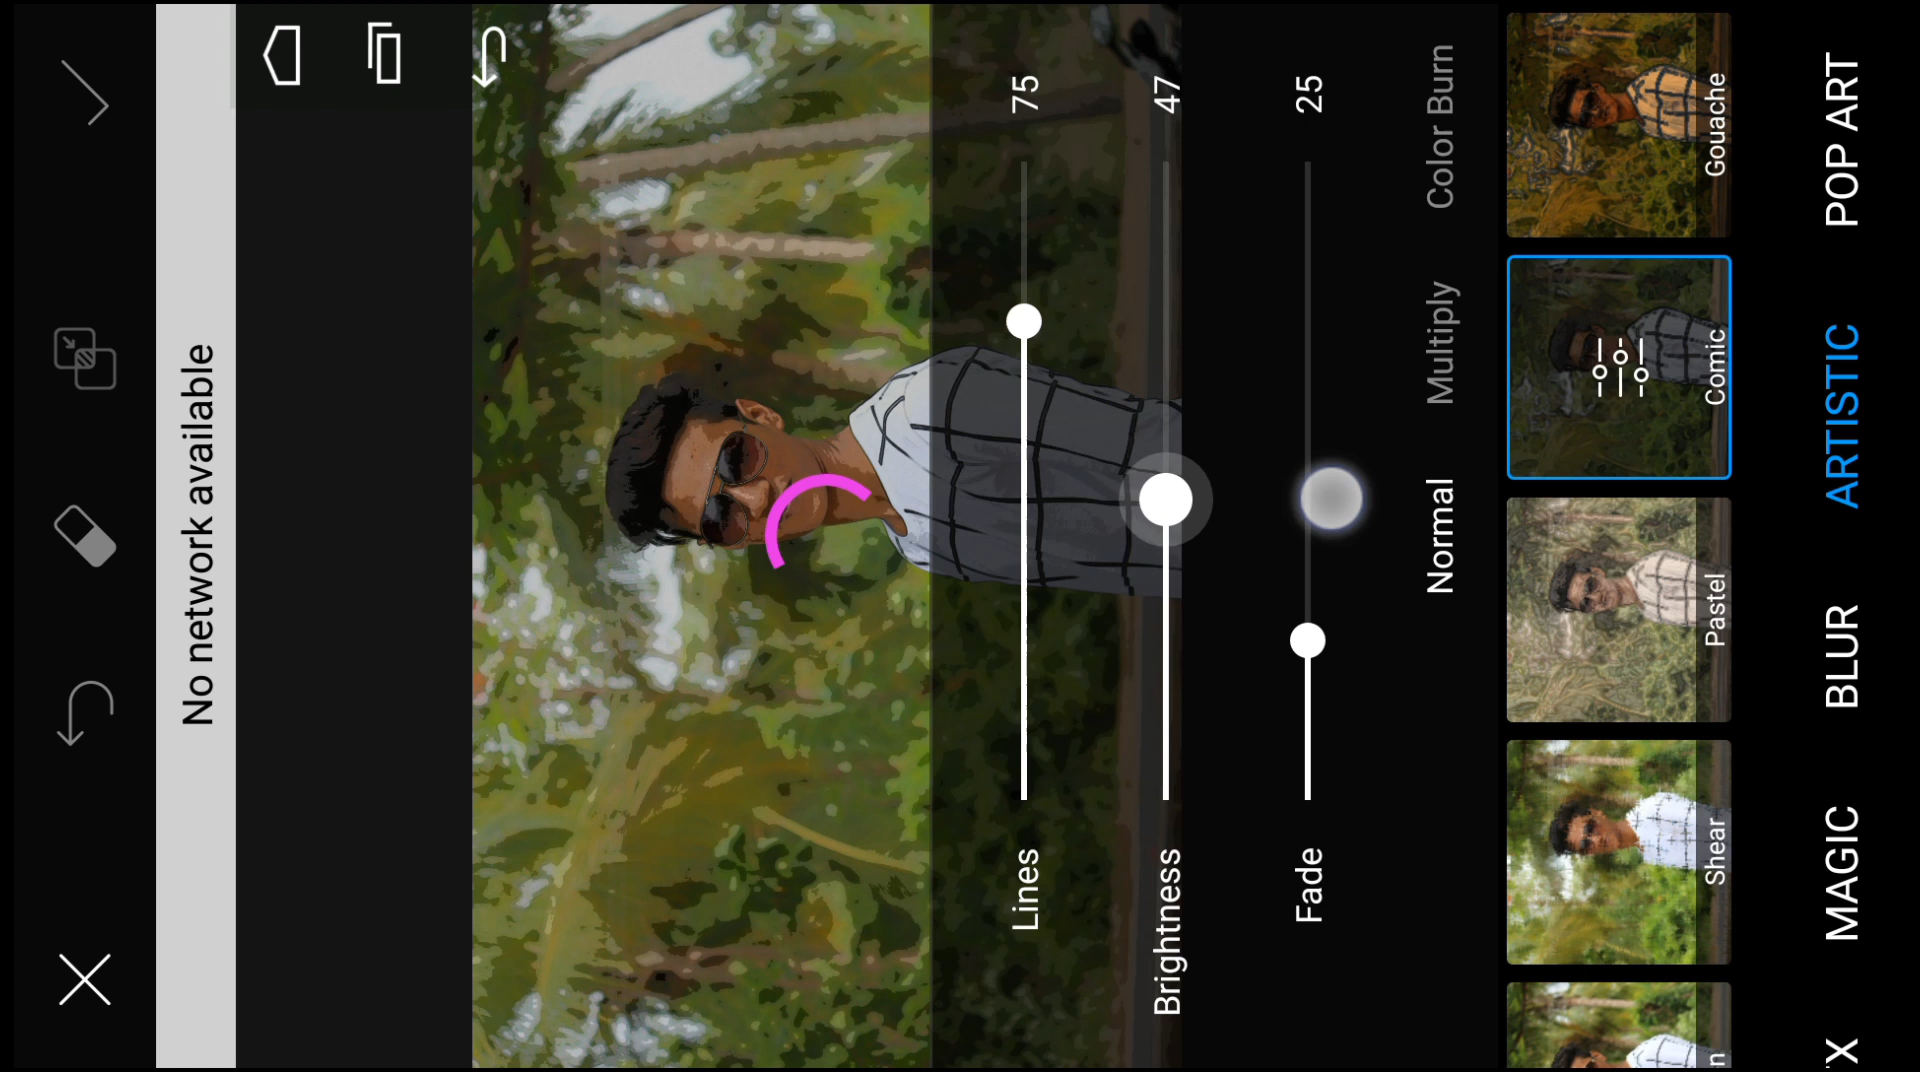 No network available
Lines 75
Brightness 47
Fade 25
Normal Multiply Color Burn
n Shear Pastel Comic Gouache
X MAGIC BLUR ARTISTIC POP ART